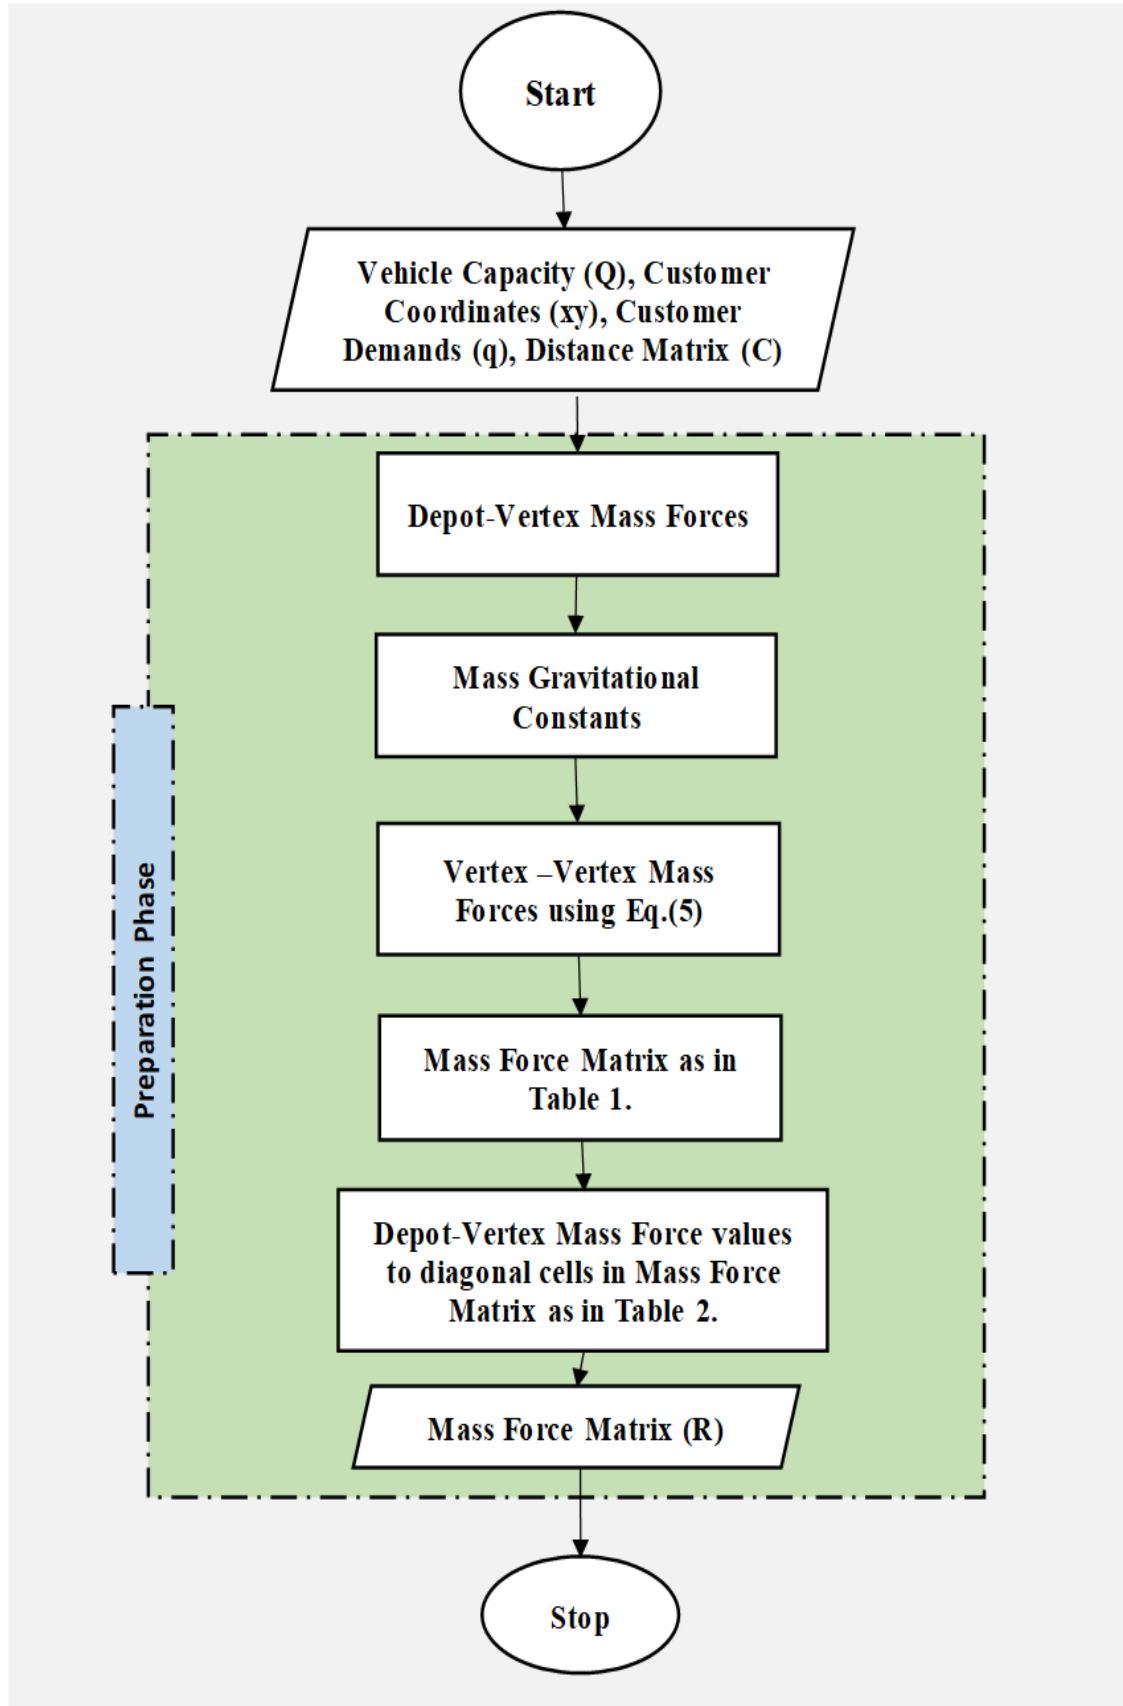 Start
Vehicle Capacity (Q), Customer
Coordinates (xy), Customer
Demands (q), Distance Matrix (C)
Depot-Vertex Mass Forces
Mass Gravitational
Constants
Vertex –Vertex Mass
Forces using Eq.(5)
Preparation Phase
Mass Force Matrix as in
Table 1.
Depot-Vertex Mass Force values
to diagonal cells in Mass Force
Matrix as in Table 2.
Mass Force Matrix (R)
Stop